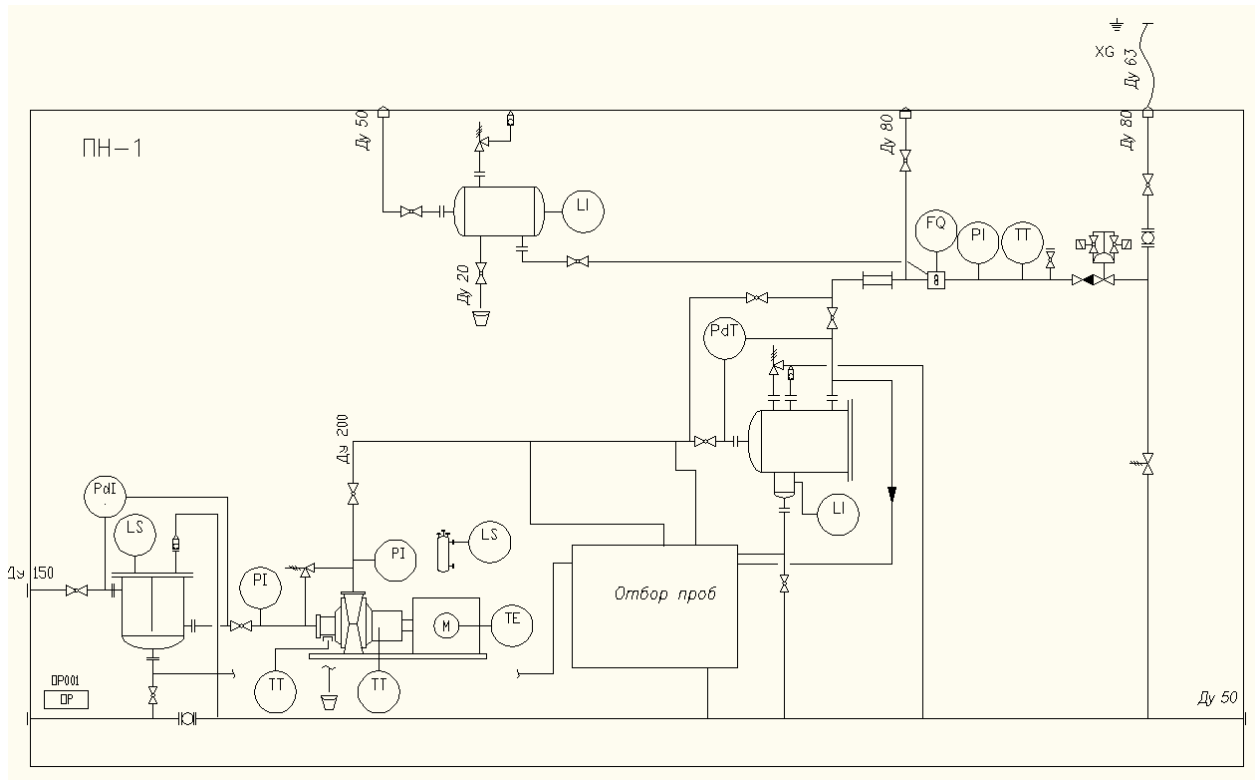 XG
Ду 63
ПН-1
Ду 50
Ду 80
Ду 80
LI
FQ
PI
TT
Ду 20
PdT
Ду 200
PdI
LS
PI
LS
LI
Ду 150
PI
Отбор проб
M
TE
TT
TT
ПР001
ПР
Ду 50